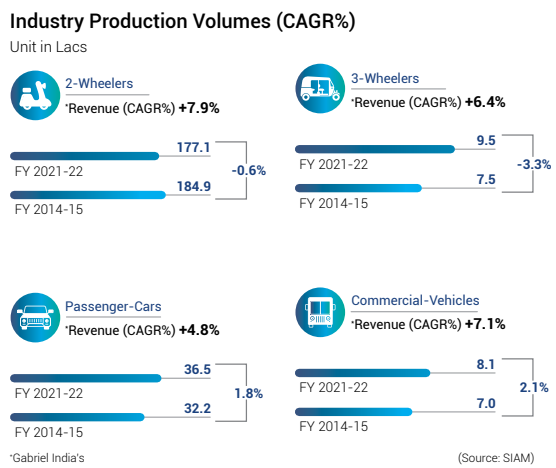 Industry Production Volumes (CAGR%)
Unit in Lacs
2-Wheelers
*Revenue (CAGR%) +7.9%
177.1
FY 2021-22
184.9
FY 2014-15
-0.6%
3-Wheelers
*Revenue (CAGR%) +6.4%
9.5
FY 2021-22
7.5
FY 2014-15
-3.3%
Passenger-Cars
*Revenue (CAGR%) +4.8%
36.5
FY 2021-22
32.2
FY 2014-15
1.8%
Commercial-Vehicles
*Revenue (CAGR%) +7.1%
8.1
FY 2021-22
7.0
FY 2014-15
2.1%
*Gabriel India's
(Source: SIAM)